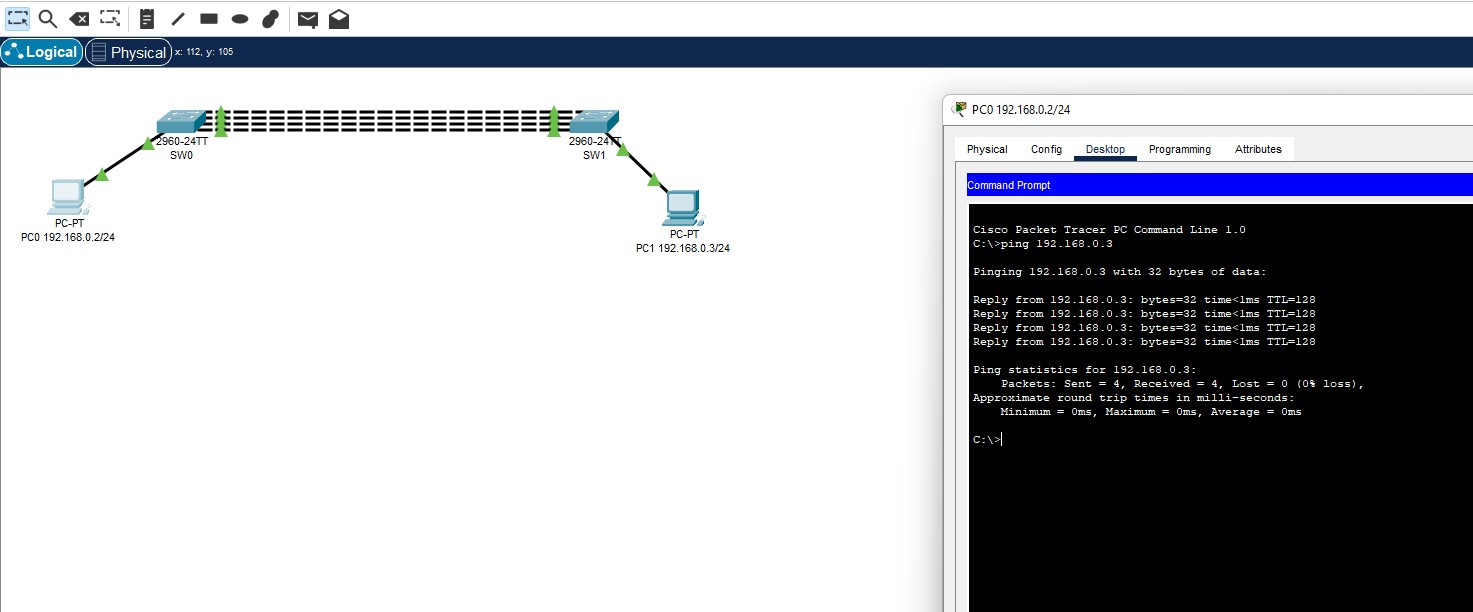 Logical
Physical
x: 112, y: 105
2960-24TT
SW0
2960-24TT
SW1
PC-PT
PC0 192.168.0.2/24
PC-PT
PC1 192.168.0.3/24
PC0 192.168.0.2/24
Physical Config Desktop Programming Attributes
Command Prompt
Cisco Packet Tracer PC Command Line 1.0
C:\>ping 192.168.0.3
Pinging 192.168.0.3 with 32 bytes of data:
Reply from 192.168.0.3: bytes=32 time<1ms TTL=128
Reply from 192.168.0.3: bytes=32 time<1ms TTL=128
Reply from 192.168.0.3: bytes=32 time<1ms TTL=128
Reply from 192.168.0.3: bytes=32 time<1ms TTL=128
Ping statistics for 192.168.0.3:
Packets: Sent = 4, Received = 4, Lost = 0 (0% loss),
Approximate round trip times in milli-seconds:
Minimum = 0ms, Maximum = 0ms, Average = 0ms
C:\>